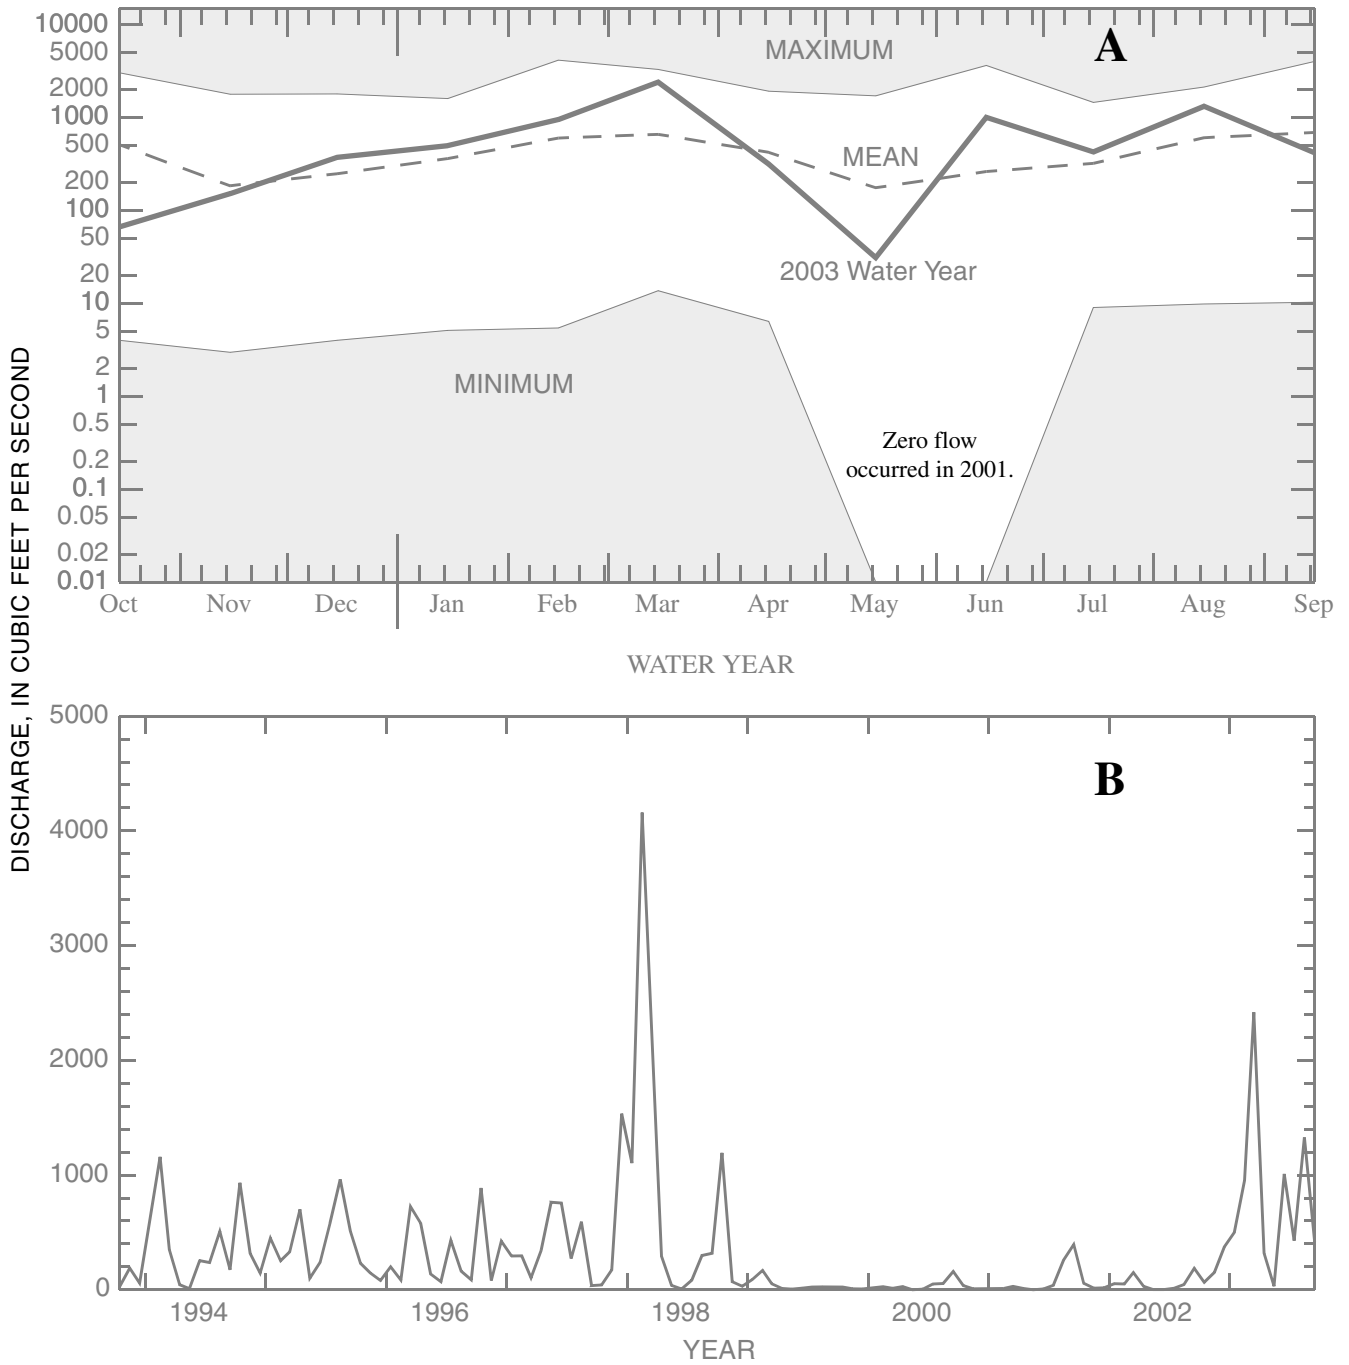 10000
5000
2000
1000
500
200
100
50
20
10
5
2
1
0.5
0.2
0.1
0.05
0.02
0.01
A
MAXIMUM
MEAN
2003 Water Year
MINIMUM
Zero flow
occurred in 2001.
Oct Nov Dec Jan Feb Mar Apr May Jun Jul Aug Sep
WATER YEAR
DISCHARGE, IN CUBIC FEET PER SECOND
5000
4000
3000
2000
1000
0
B
1994 1996 1998 2000 2002
YEAR